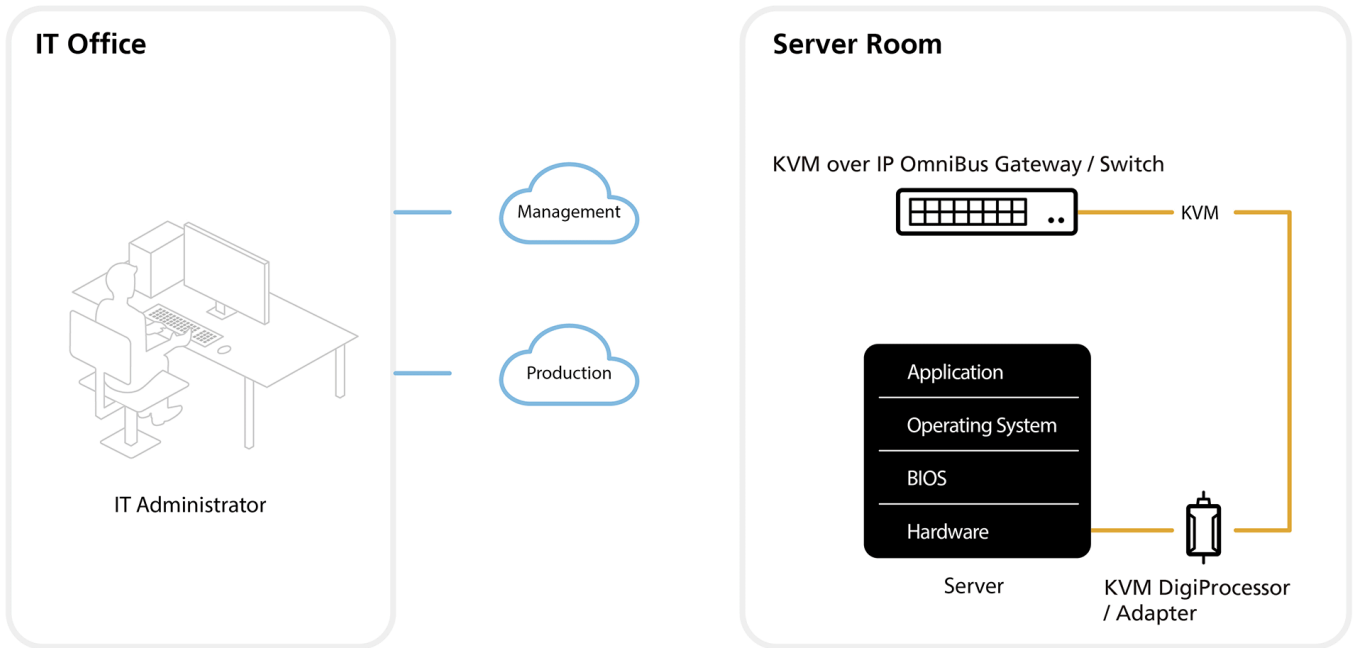 IT Office
IT Administrator
Management
Production
Server Room
KVM over IP OmniBus Gateway / Switch
KVM
Application
Operating System
BIOS
Hardware
Server
KVM DigiProcessor
/ Adapter